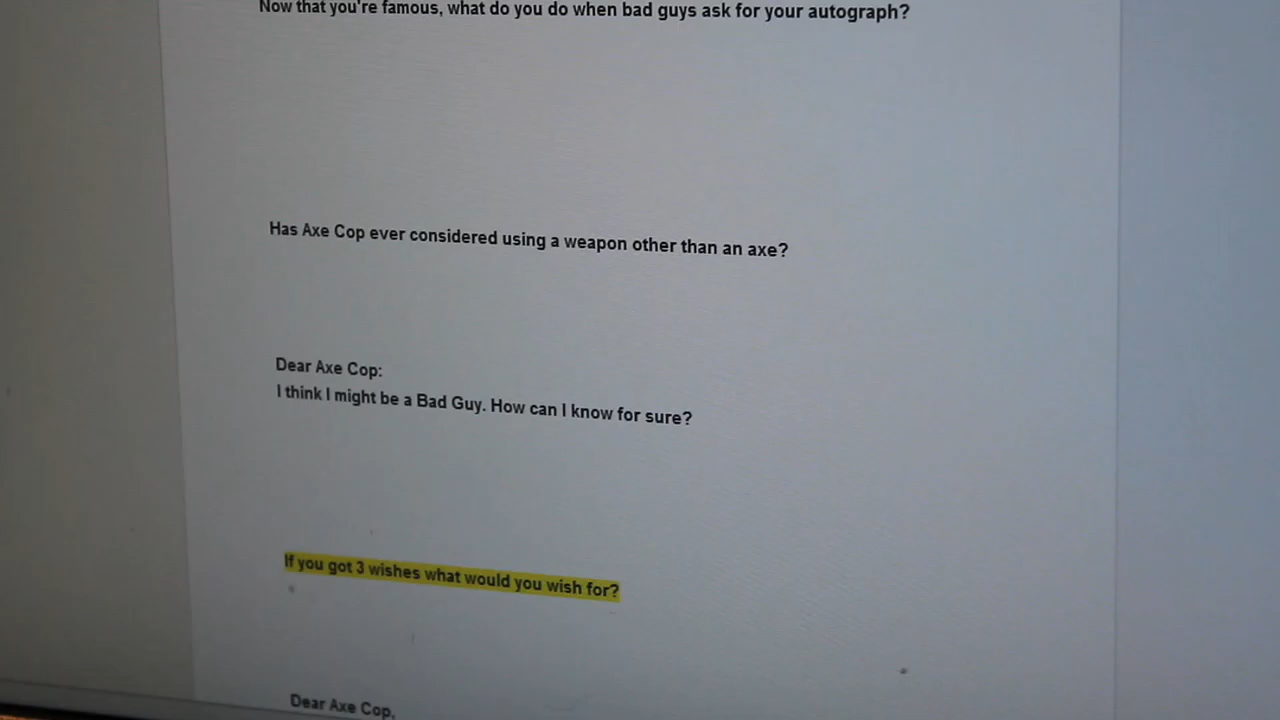 Now that you're famous, what do you do when bad guys ask for your autograph?
Has Axe Cop ever considered using a weapon other than an axe?
Dear Axe Cop:
I think I might be a Bad Guy. How can I know for sure?
If you got 3 wishes what would you wish for?
Dear Axe Cop,